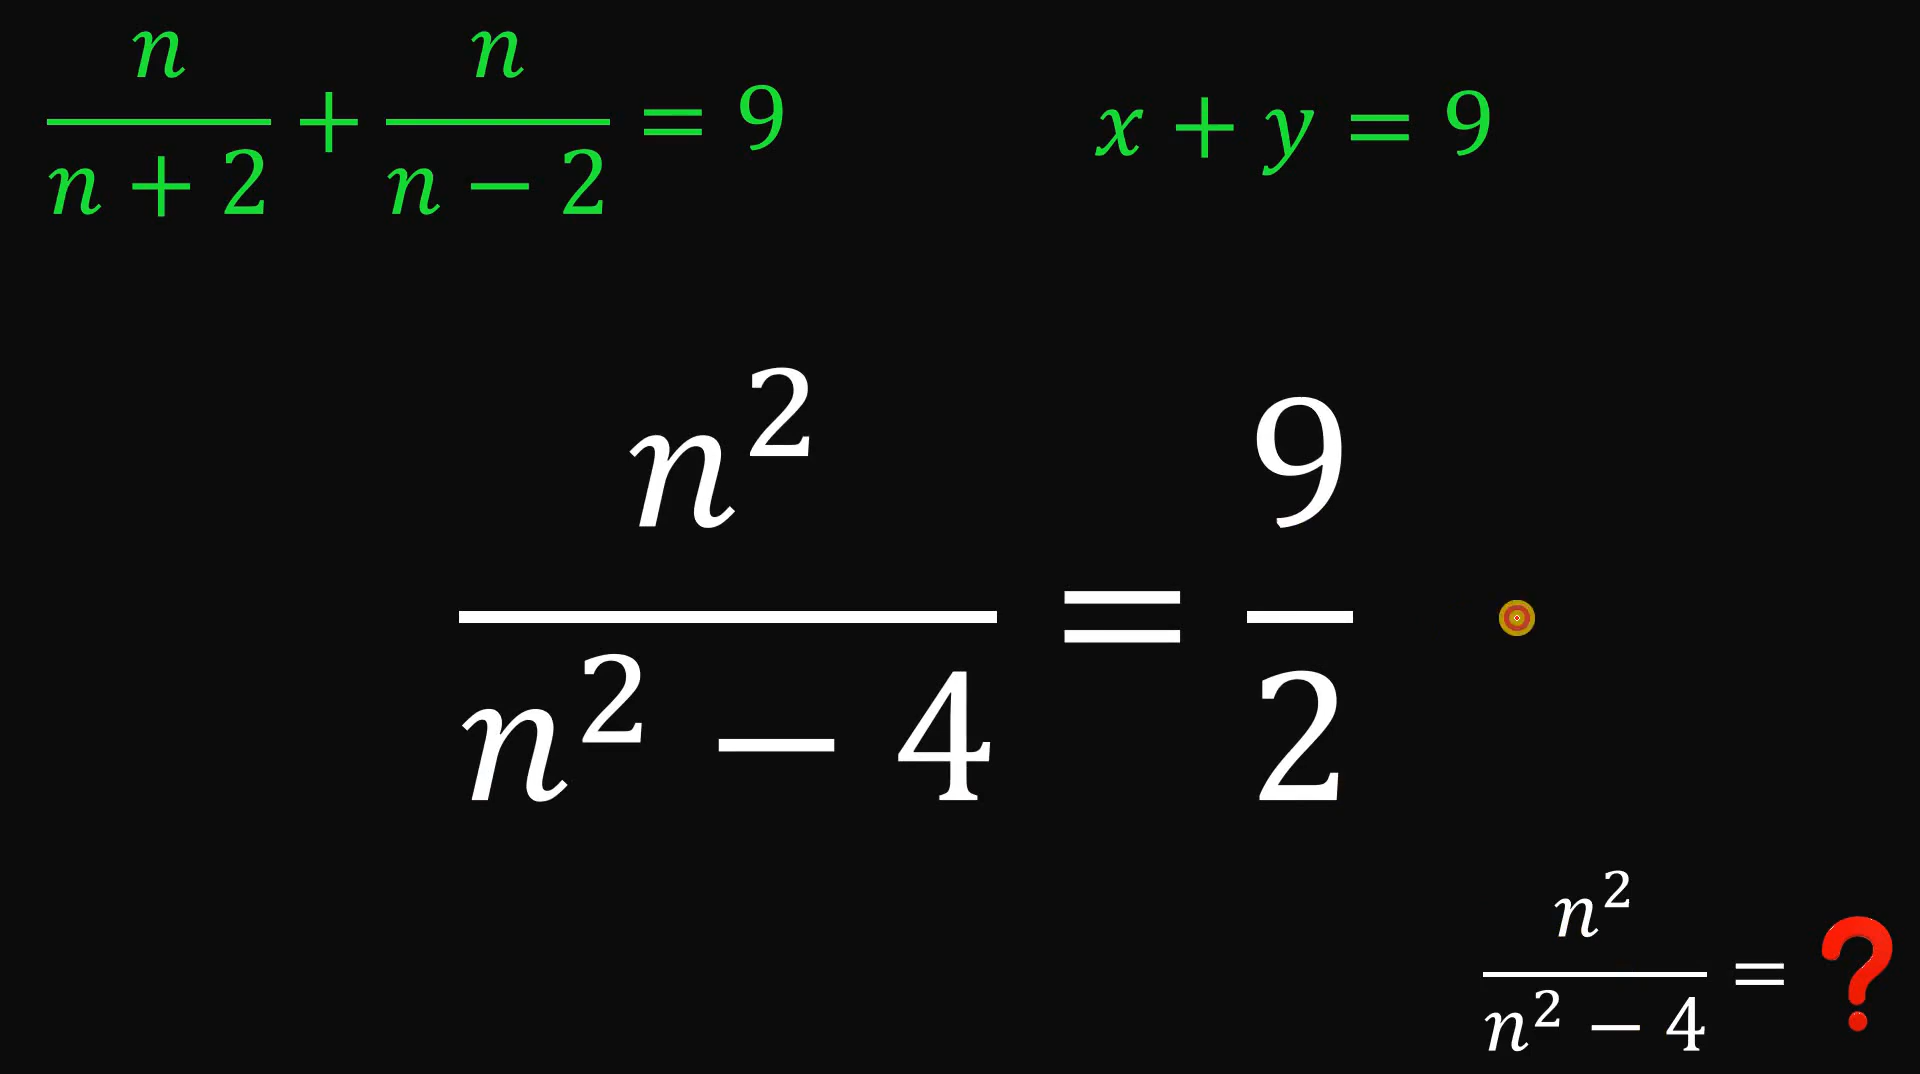 n/(n + 2) + n/(n − 2) = 9
x + y = 9
n²/(n² − 4) = 9/2
n²/(n² − 4) = ❓